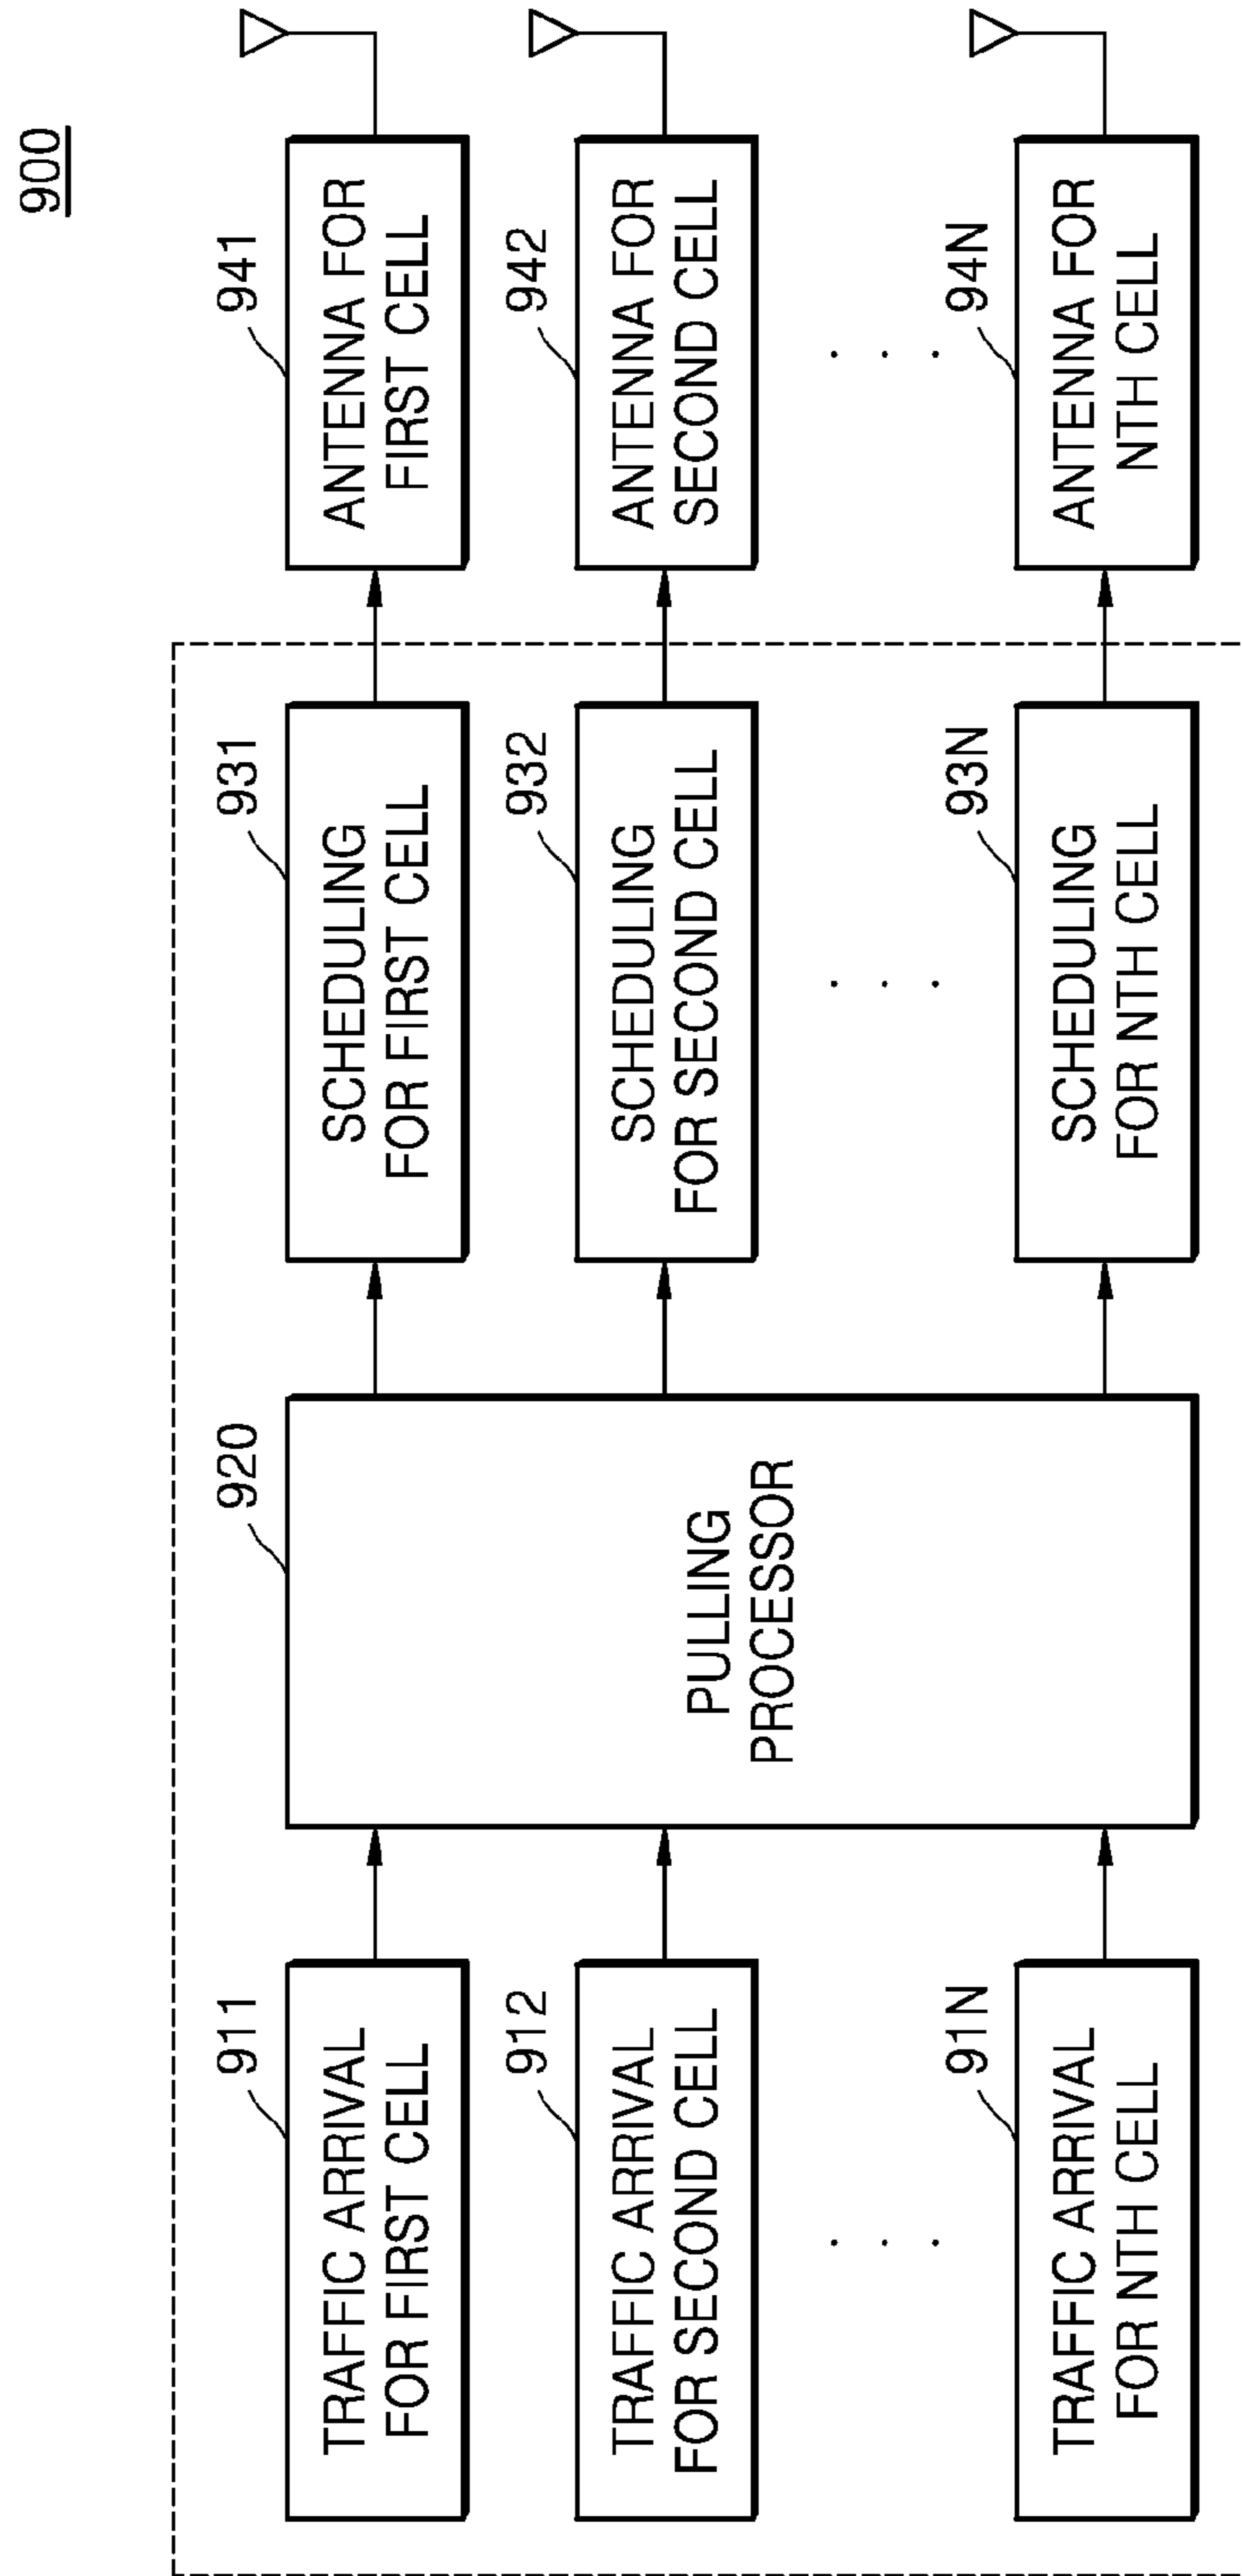 900
911
TRAFFIC ARRIVAL
FOR FIRST CELL
912
TRAFFIC ARRIVAL
FOR SECOND CELL
. . .
91N
TRAFFIC ARRIVAL
FOR NTH CELL
920
PULLING
PROCESSOR
931
SCHEDULING
FOR FIRST CELL
932
SCHEDULING
FOR SECOND CELL
. . .
93N
SCHEDULING
FOR NTH CELL
941
ANTENNA FOR
FIRST CELL
942
ANTENNA FOR
SECOND CELL
. . .
94N
ANTENNA FOR
NTH CELL